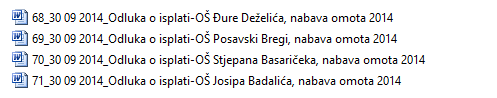 68_30 09 2014_Odluka o isplati-OŠ Đure Deželića, nabava omota 2014
69_30 09 2014_Odluka o isplati-OŠ Posavski Bregi, nabava omota 2014
70_30 09 2014_Odluka o isplati-OŠ Stjepana Basaričeka, nabava omota 2014
71_30 09 2014_Odluka o isplati-OŠ Josipa Badalića, nabava omota 2014